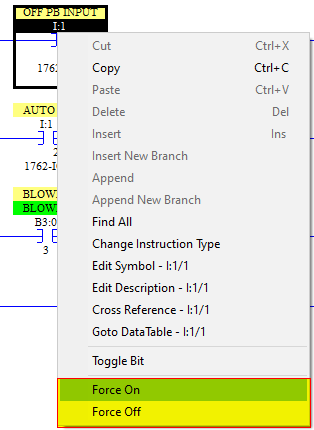 OFF PB INPUT
I:1
Cut Ctrl+X
1762
Copy Ctrl+C
Paste Ctrl+V
AUTO
Delete Del
I:1
Insert Ins
2
1762-I
Insert New Branch
Append
BLOW
Append New Branch
BLOW
Find All
B3:0
Change Instruction Type
3
Edit Symbol - I:1/1
Edit Description - I:1/1
Cross Reference - I:1/1
Goto DataTable - I:1/1
Toggle Bit
Force On
Force Off